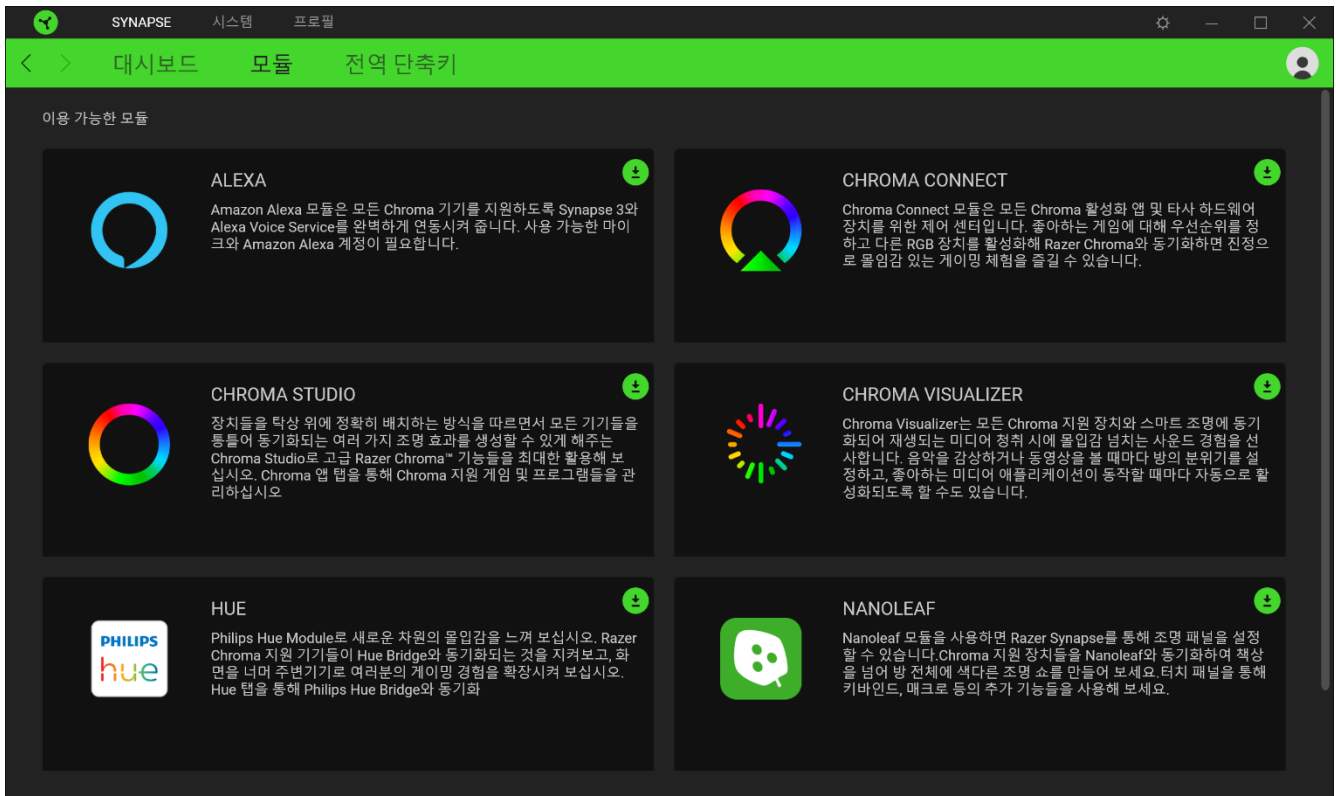 SYNAPSE 시스템 프로필
대시보드 모듈 전역 단축키
이용 가능한 모듈
ALEXA
Amazon Alexa 모듈은 모든 Chroma 기기를 지원하도록 Synapse 3와
Alexa Voice Service를 완벽하게 연동시켜 줍니다. 사용 가능한 마이
크와 Amazon Alexa 계정이 필요합니다.
CHROMA CONNECT
Chroma Connect 모듈은 모든 Chroma 활성화 앱 및 타사 하드웨어
장치를 위한 제어 센터입니다. 좋아하는 게임에 대해 우선순위를 정
하고 다른 RGB 장치를 활성화해 Razer Chroma와 동기화하면 진정으
로 몰입감 있는 게이밍 체험을 즐길 수 있습니다.
CHROMA STUDIO
장치들을 탁상 위에 정확히 배치하는 방식을 따르면서 모든 기기들을
통틀어 동기화되는 여러 가지 조명 효과를 생성할 수 있게 해주는
Chroma Studio로 고급 Razer Chroma™ 기능들을 최대한 활용해 보
십시오. Chroma 앱 탭을 통해 Chroma 지원 게임 및 프로그램들을 관
리하십시오
CHROMA VISUALIZER
Chroma Visualizer는 모든 Chroma 지원 장치와 스마트 조명에 동기
화되어 재생되는 미디어 청취 시에 몰입감 넘치는 사운드 경험을 선
사합니다. 음악을 감상하거나 동영상을 볼 때마다 방의 분위기를 설
정하고, 좋아하는 미디어 애플리케이션이 동작할 때마다 자동으로 활
성화되도록 할 수도 있습니다.
PHILIPS
hue
HUE
Philips Hue Module로 새로운 차원의 몰입감을 느껴 보십시오. Razer
Chroma 지원 기기들이 Hue Bridge와 동기화되는 것을 지켜보고, 화
면을 너머 주변기기로 여러분의 게이밍 경험을 확장시켜 보십시오.
Hue 탭을 통해 Philips Hue Bridge와 동기화
NANOLEAF
Nanoleaf 모듈을 사용하면 Razer Synapse를 통해 조명 패널을 설정
할 수 있습니다.Chroma 지원 장치들을 Nanoleaf와 동기화하여 책상
을 넘어 방 전체에 색다른 조명 쇼를 만들어 보세요.터치 패널을 통해
키바인드, 매크로 등의 추가 기능들을 사용해 보세요.